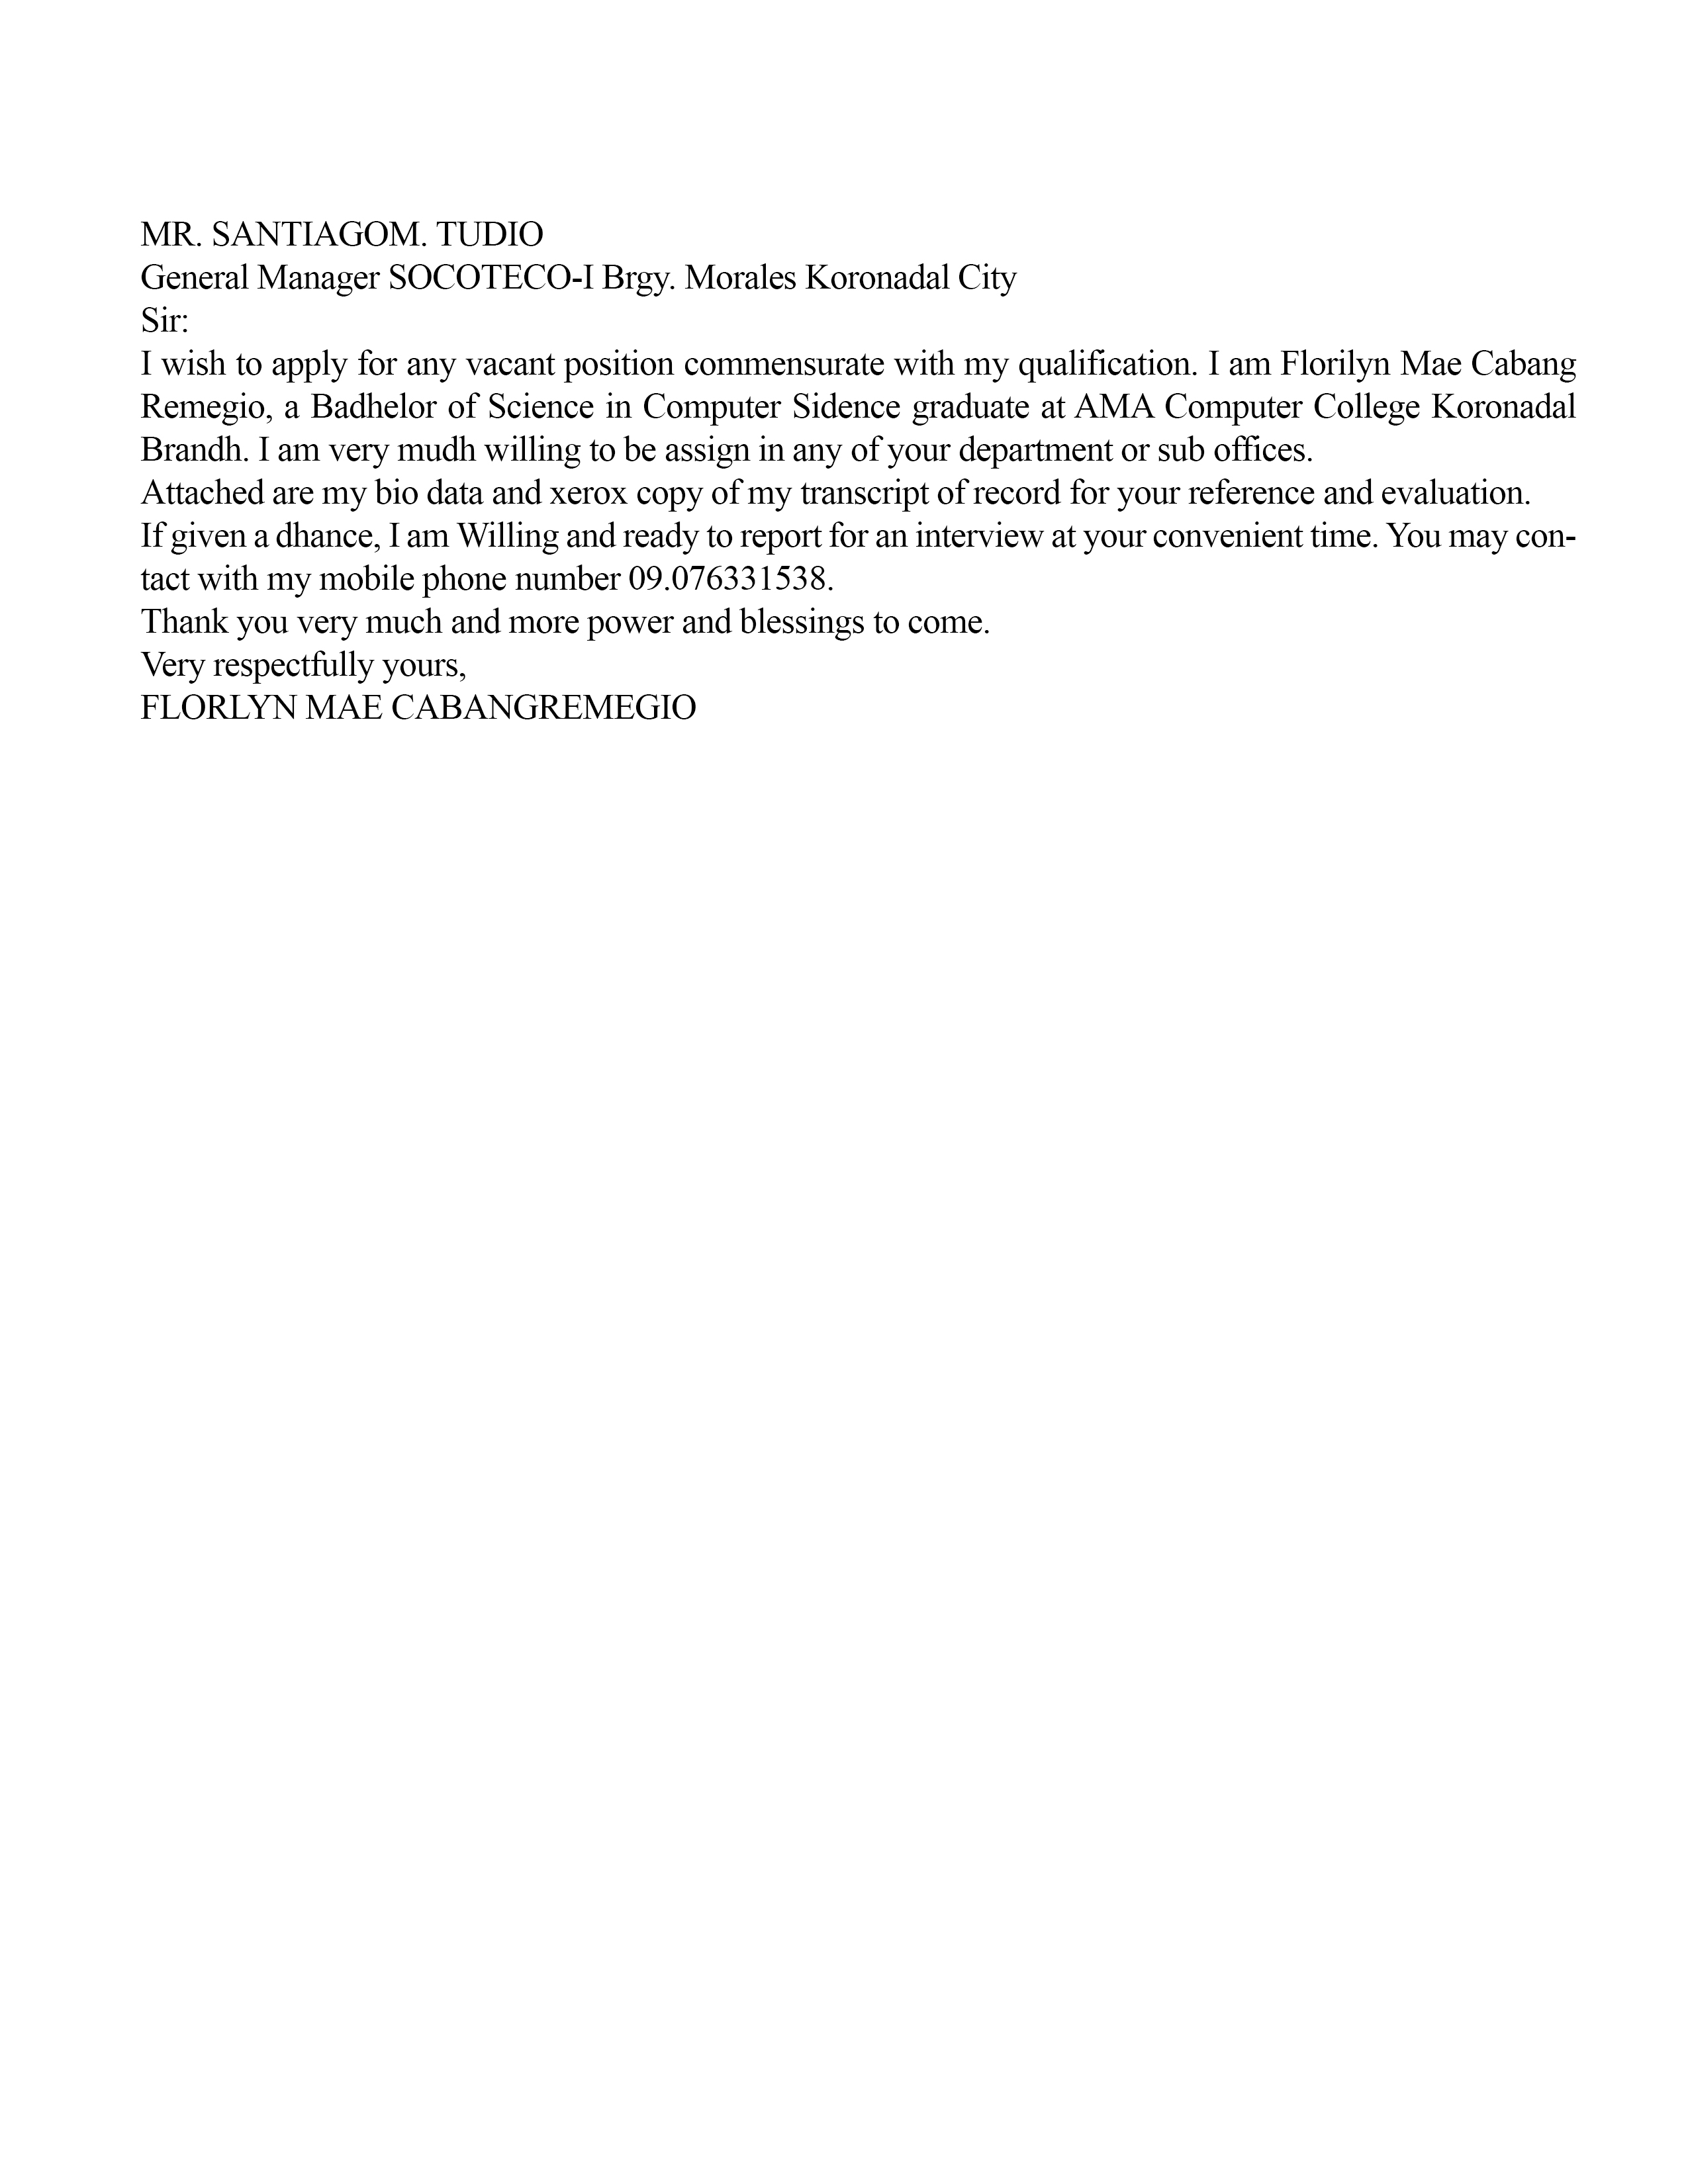 MR. SANTIAGOM. TUDIO
General Manager SOCOTECO-I Brgy. Morales Koronadal City
Sir:
I wish to apply for any vacant position commensurate with my qualification. I am Florilyn Mae Cabang
Remegio, a Badhelor of Science in Computer Sidence graduate at AMA Computer College Koronadal
Brandh. I am very mudh willing to be assign in any of your department or sub offices.
Attached are my bio data and xerox copy of my transcript of record for your reference and evaluation.
If given a dhance, I am Willing and ready to report for an interview at your convenient time. You may con-
tact with my mobile phone number 09.076331538.
Thank you very much and more power and blessings to come.
Very respectfully yours,
FLORLYN MAE CABANGREMEGIO